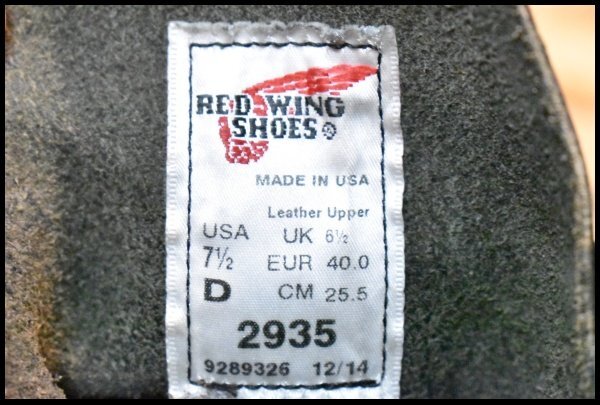 RED WING
SHOES®
MADE IN USA
Leather Upper
USA UK 6½
7½ EUR 40.0
D CM 25.5
2935
9289326 12/14